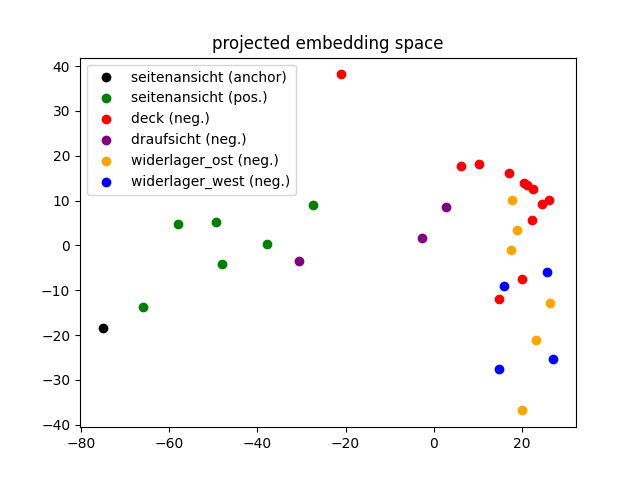 projected embedding space
seitenansicht (anchor)
seitenansicht (pos.)
deck (neg.)
draufsicht (neg.)
widerlager_ost (neg.)
widerlager_west (neg.)
40
30
20
10
0
−10
−20
−30
−40
−80 −60 −40 −20 0 20